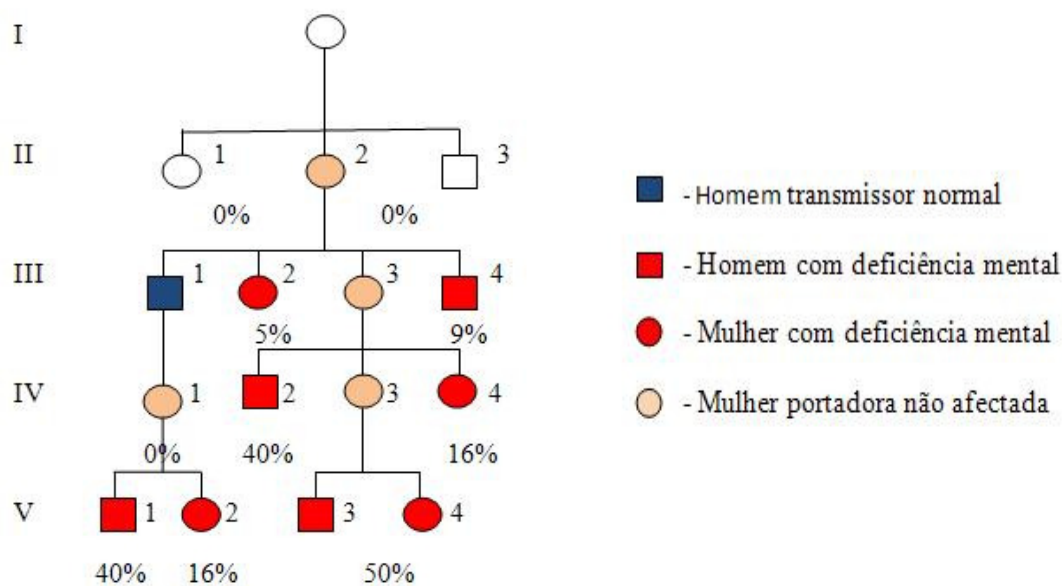 I
II
1
2
3
0%
0%
III
1
2
3
4
5%
9%
IV
1
2
3
4
0%
40%
16%
V
1
2
3
4
40%
16%
50%
- Homem transmissor normal
- Homem com deficiência mental
- Mulher com deficiência mental
- Mulher portadora não afectada